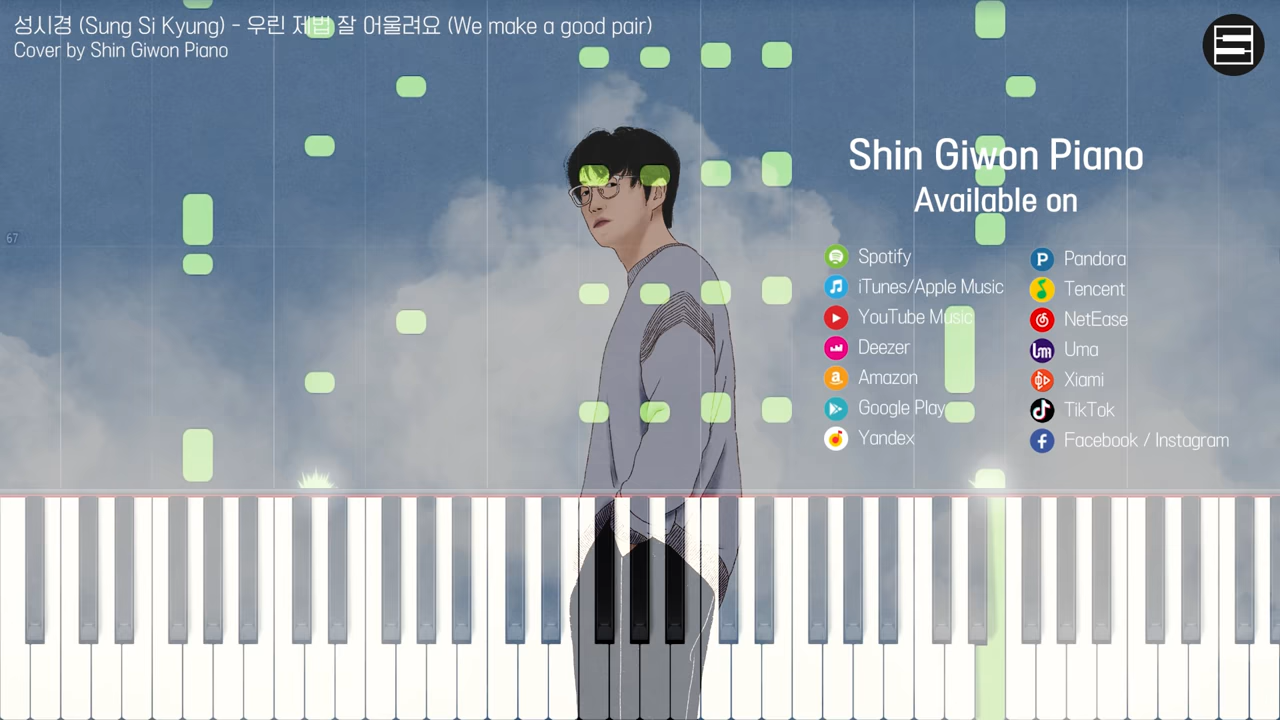 성시경 (Sung Si Kyung) - 우린 제법 잘 어울려요 (We make a good pair)
Cover by Shin Giwon Piano
Shin Giwon Piano
Available on
67
Spotify
iTunes/Apple Music
YouTube Music
Deezer
Amazon
Google Play
Yandex
Pandora
Tencent
NetEase
Uma
Xiami
TikTok
Facebook / Instagram